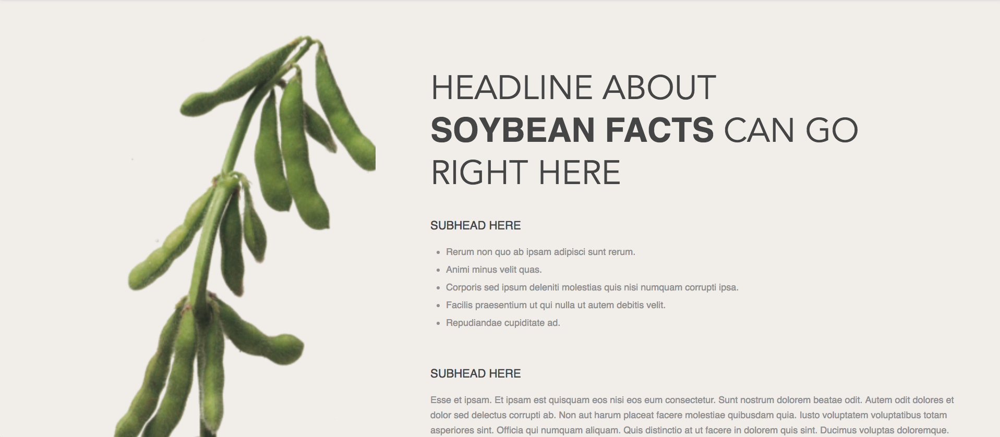 HEADLINE ABOUT
SOYBEAN FACTS CAN GO
RIGHT HERE
SUBHEAD HERE
• Rerum non quo ab ipsam adipisci sunt rerum.
• Animi minus velit quas.
• Corporis sed ipsum deleniti molestias quis nisi numquam corrupti ipsa.
• Facilis praesentium ut qui nulla ut autem debitis velit.
• Repudiandae cupiditate ad.
SUBHEAD HERE
Esse et ipsam. Et ipsam est quisquam eos nisi eos eum consectetur. Sunt nostrum dolorem beatae odit. Autem odit dolores et
dolor sed delectus corrupti ab. Non aut harum placeat facere molestiae quibusdam quia. Iusto voluptatem voluptatibus totam
asperiores sint. Officia qui numquam aliquam. Quis distinctio at ut facere in dolorem quis sint. Ducimus voluptas doloremque.